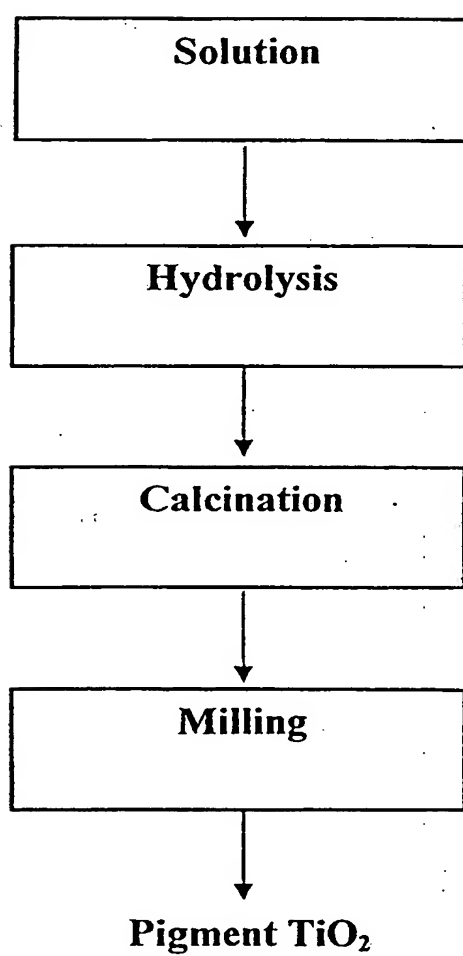 Solution
Hydrolysis
Calcination
Milling
Pigment TiO₂